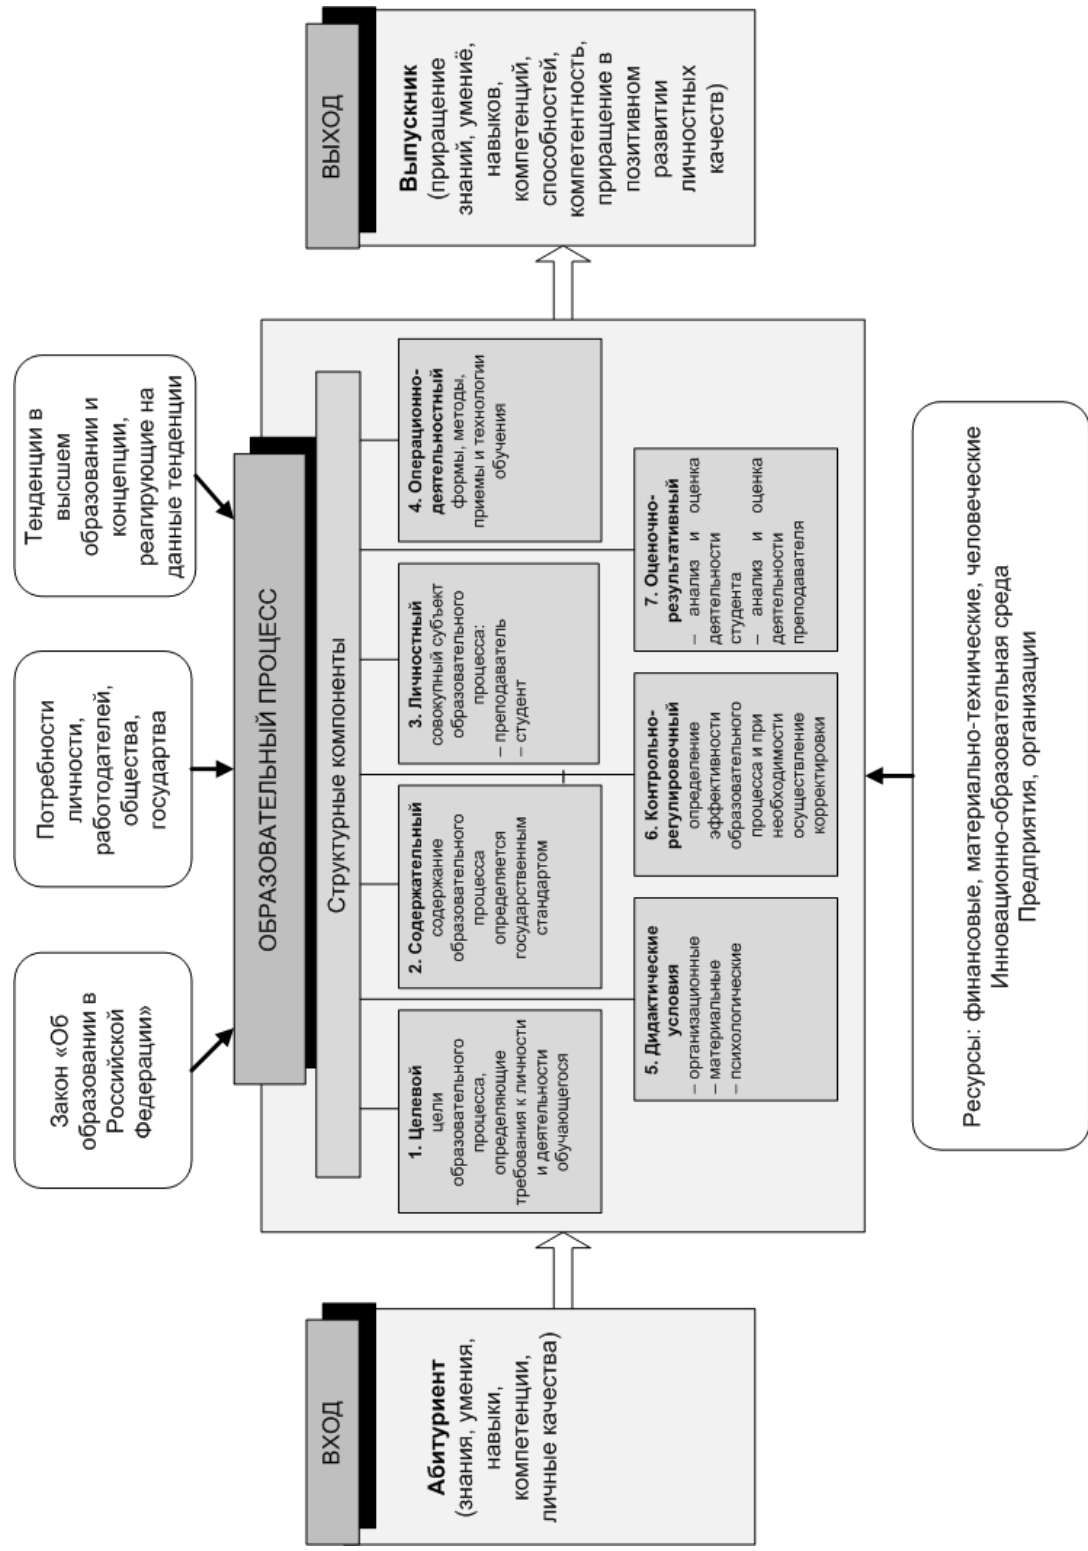 Закон «Об
образовании в
Российской
Федерации»
Потребности
личности,
работодателей,
общества,
государтва
Тенденции в
высшем
образовании и
концепции,
реагирующие на
данные тенденции
ВХОД
Абитуриент
(знания, умения,
навыки,
компетенции,
личные качества)
ОБРАЗОВАТЕЛЬНЫЙ ПРОЦЕСС
Структурные компоненты
1. Целевой
цели
образовательного
процесса,
определяющие
требования к личности
и деятельности
обучающегося
2. Содержательный
содержание
образовательного
процесса
определяется
государственным
стандартом
3. Личностный
совокупный субъект
образовательного
процесса:
– преподаватель
– студент
4. Операционно-
деятельностный
формы, методы,
приемы и технологии
обучения
5. Дидактические
условия
– организационные
– материальные
– психологические
6. Контрольно-
регулировочный
определение
эффективности
образовательного
процесса и при
необходимости
осуществление
корректировки
7. Оценочно-
результативный
– анализ и оценка
деятельности
студента
– анализ и оценка
деятельности
преподавателя
ВЫХОД
Выпускник
(приращение
знаний, умениё,
навыков,
компетенций,
способностей,
компетентность,
приращение в
позитивном
развитии
личностных
качеств)
Ресурсы: финансовые, материально-технические, человеческие
Инновационно-образовательная среда
Предприятия, организации